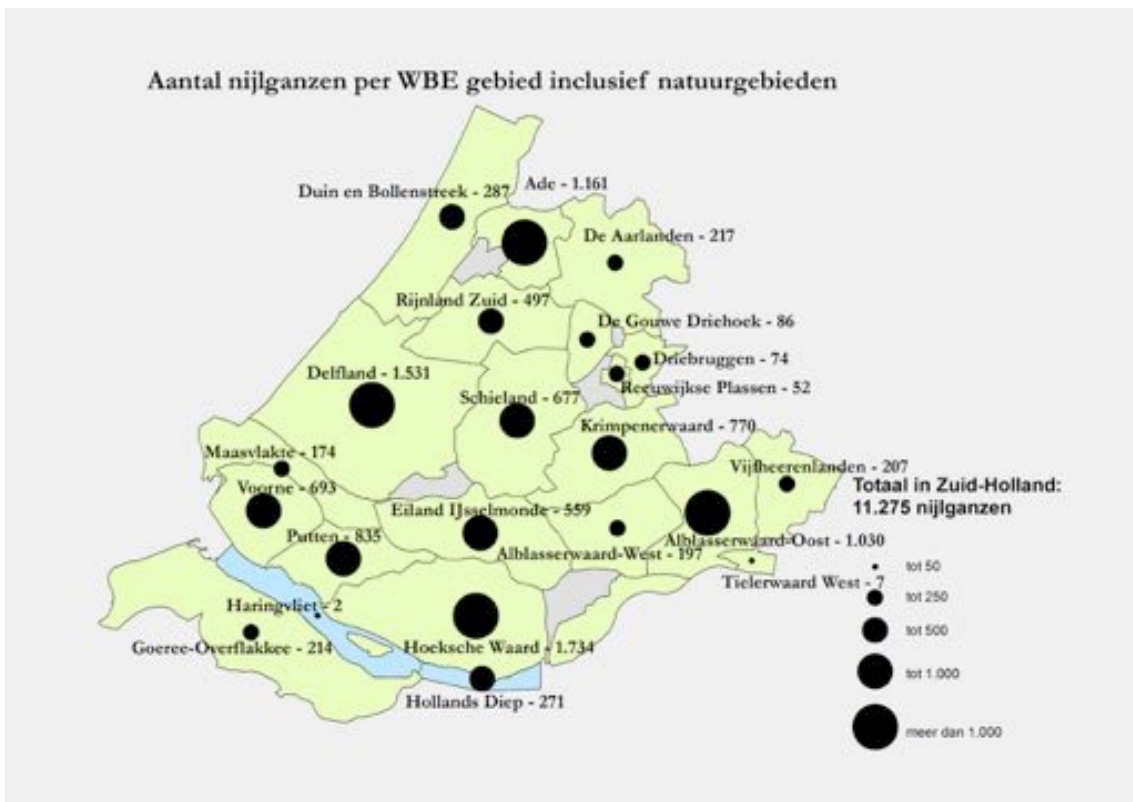 Aantal nijlganzen per WBE gebied inclusief natuurgebieden
Ade - 1.161
Duin en Bollenstreek - 287
De Aarlanden - 217
Rijnland Zuid - 497
De Gouwe Driehoek - 86
Driebruggen - 74
Delfland - 1.531
Reeuwijkse Plassen - 52
Schieland - 677
Krimpenerwaard - 770
Maasvlakte - 174
Vijfheerenlanden - 207
Voorne - 693
Eiland IJsselmonde - 559
Putten - 835
Alblasserwaard-Oost - 1.030
Alblasserwaard-West - 197
Tielerwaard West - 7
Haringvliet - 2
Goeree-Overflakkee - 214
Hoeksche Waard - 1.734
Hollands Diep - 271
Totaal in Zuid-Holland:
11.275 nijlganzen
tot 50
tot 250
tot 500
tot 1.000
meer dan 1.000